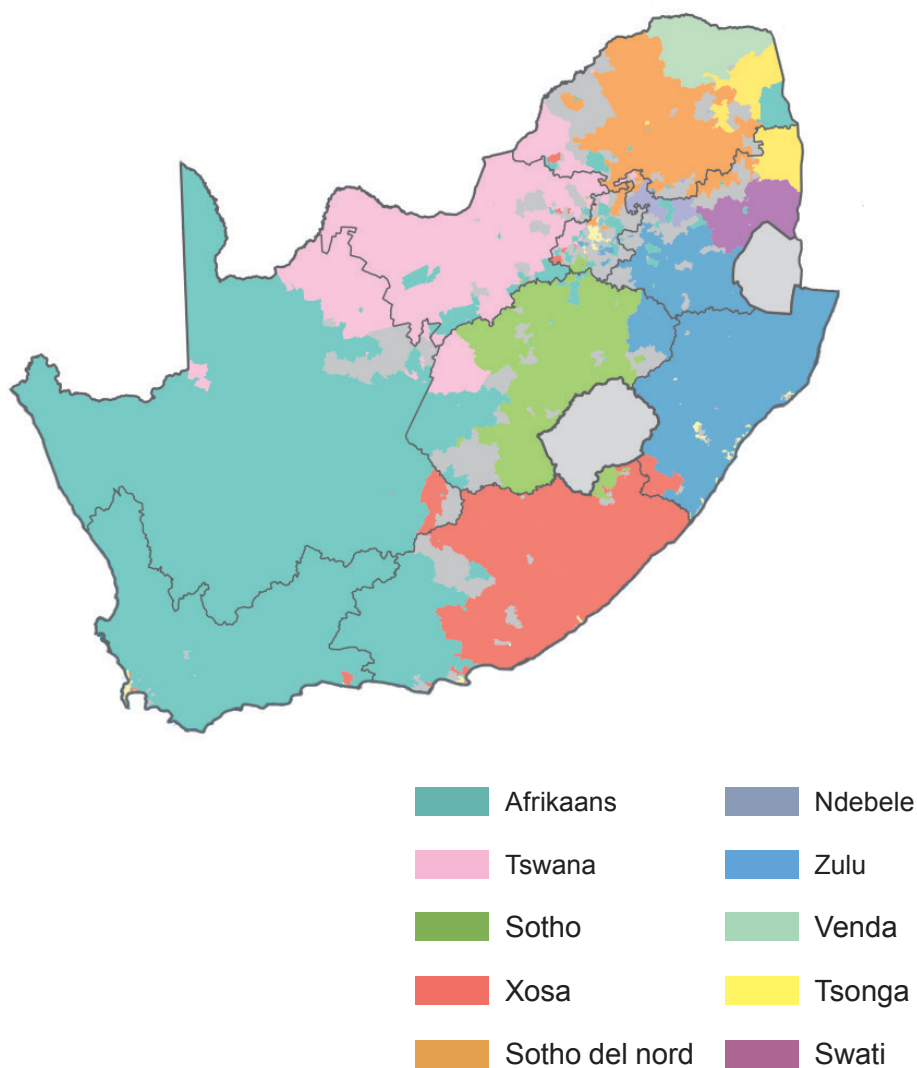 Afrikaans
Ndebele
Tswana
Zulu
Sotho
Venda
Xosa
Tsonga
Sotho del nord
Swati